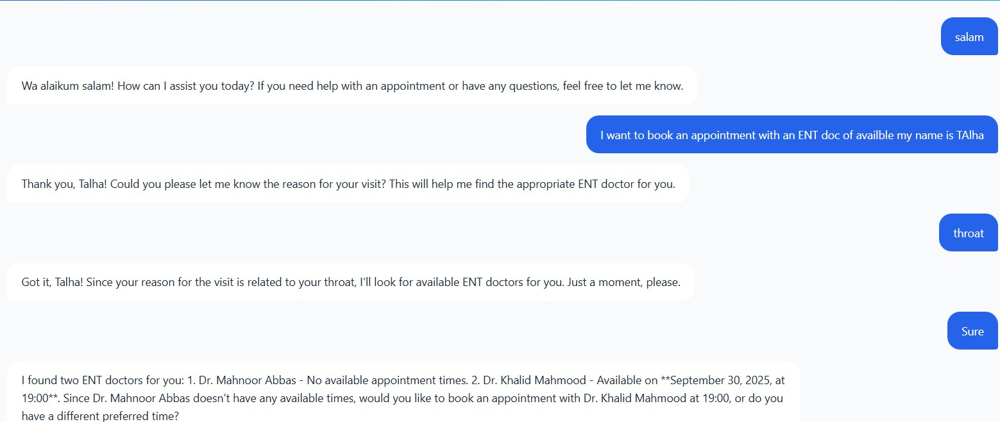 salam
Wa alaikum salam! How can I assist you today? If you need help with an appointment or have any questions, feel free to let me know.
I want to book an appointment with an ENT doc of availble my name is TAlha
Thank you, Talha! Could you please let me know the reason for your visit? This will help me find the appropriate ENT doctor for you.
throat
Got it, Talha! Since your reason for the visit is related to your throat, I'll look for available ENT doctors for you. Just a moment, please.
Sure
I found two ENT doctors for you: 1. Dr. Mahnoor Abbas - No available appointment times. 2. Dr. Khalid Mahmood - Available on **September 30, 2025, at
19:00**. Since Dr. Mahnoor Abbas doesn’t have any available times, would you like to book an appointment with Dr. Khalid Mahmood at 19:00, or do you
have a different preferred time?